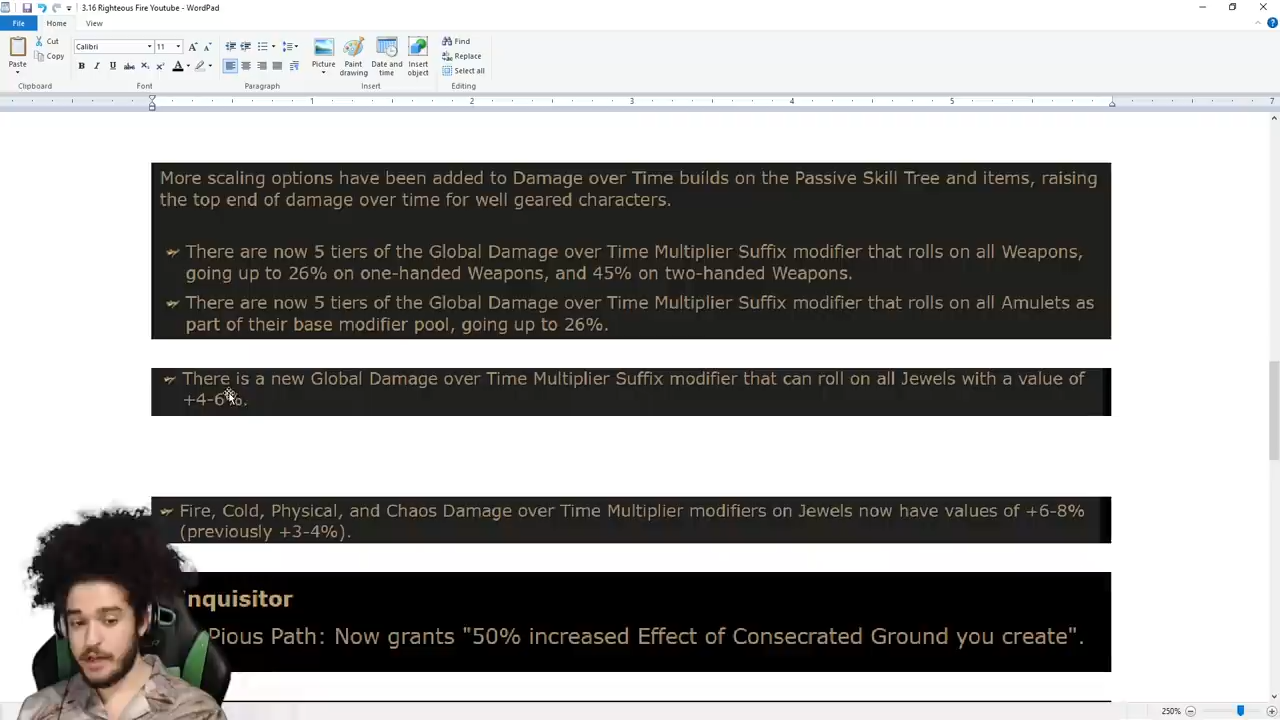 3.16 Righteous Fire Youtube - WordPad
File
Home
View
Paste
Cut
Copy
Clipboard
Calibri
11
Font
Paragraph
Picture
Paint drawing
Date and time
Insert object
Insert
Find
Replace
Select all
Editing
1
2
3
4
5
7
More scaling options have been added to Damage over Time builds on the Passive Skill Tree and items, raising
the top end of damage over time for well geared characters.
There are now 5 tiers of the Global Damage over Time Multiplier Suffix modifier that rolls on all Weapons,
going up to 26% on one-handed Weapons, and 45% on two-handed Weapons.
There are now 5 tiers of the Global Damage over Time Multiplier Suffix modifier that rolls on all Amulets as
part of their base modifier pool, going up to 26%.
There is a new Global Damage over Time Multiplier Suffix modifier that can roll on all Jewels with a value of
+4-6%.
Fire, Cold, Physical, and Chaos Damage over Time Multiplier modifiers on Jewels now have values of +6-8%
(previously +3-4%).
nquisitor
Pious Path: Now grants "50% increased Effect of Consecrated Ground you create".
250%